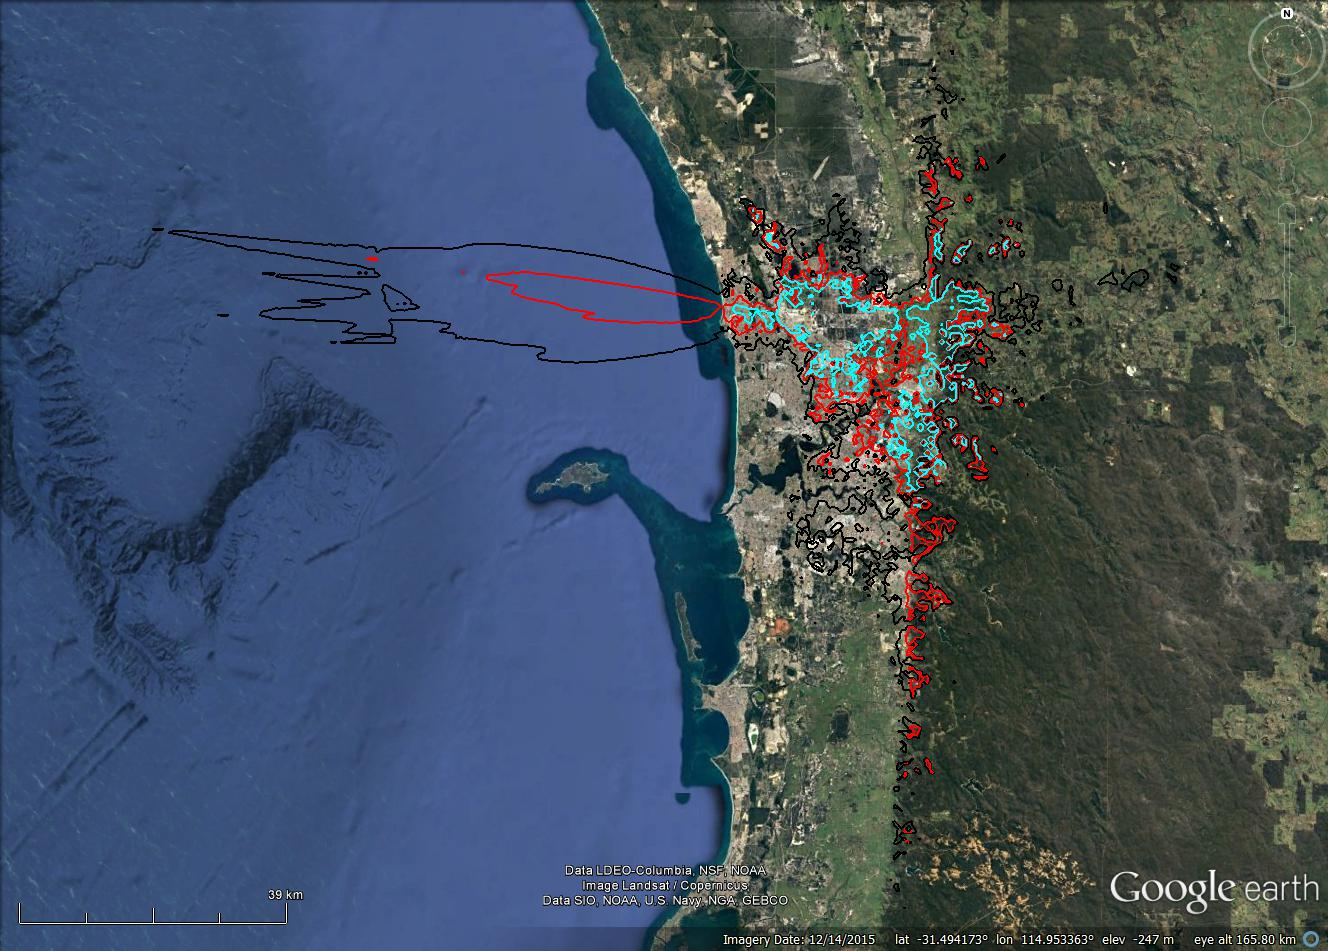 N
39 km
Data LDEO-Columbia, NSF, NOAA
Image Landsat / Copernicus
Data SIO, NOAA, U.S. Navy, NGA, GEBCO
Google earth
Imagery Date: 12/14/2015 lat -31.494173° lon 114.953363° elev -247 m eye alt 165.80 km